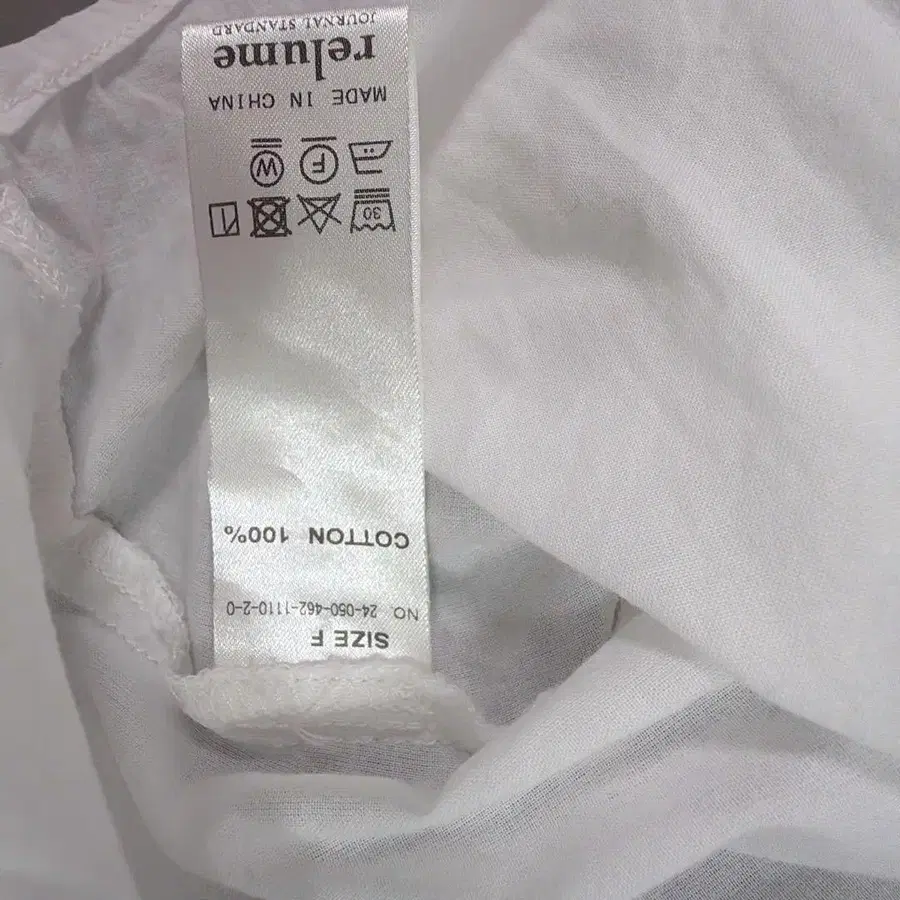 SIZE F
NO. 24-050-462-1110-2-0
COTTON 100%
30
F W
MADE IN CHINA
relume
JOURNAL STANDARD